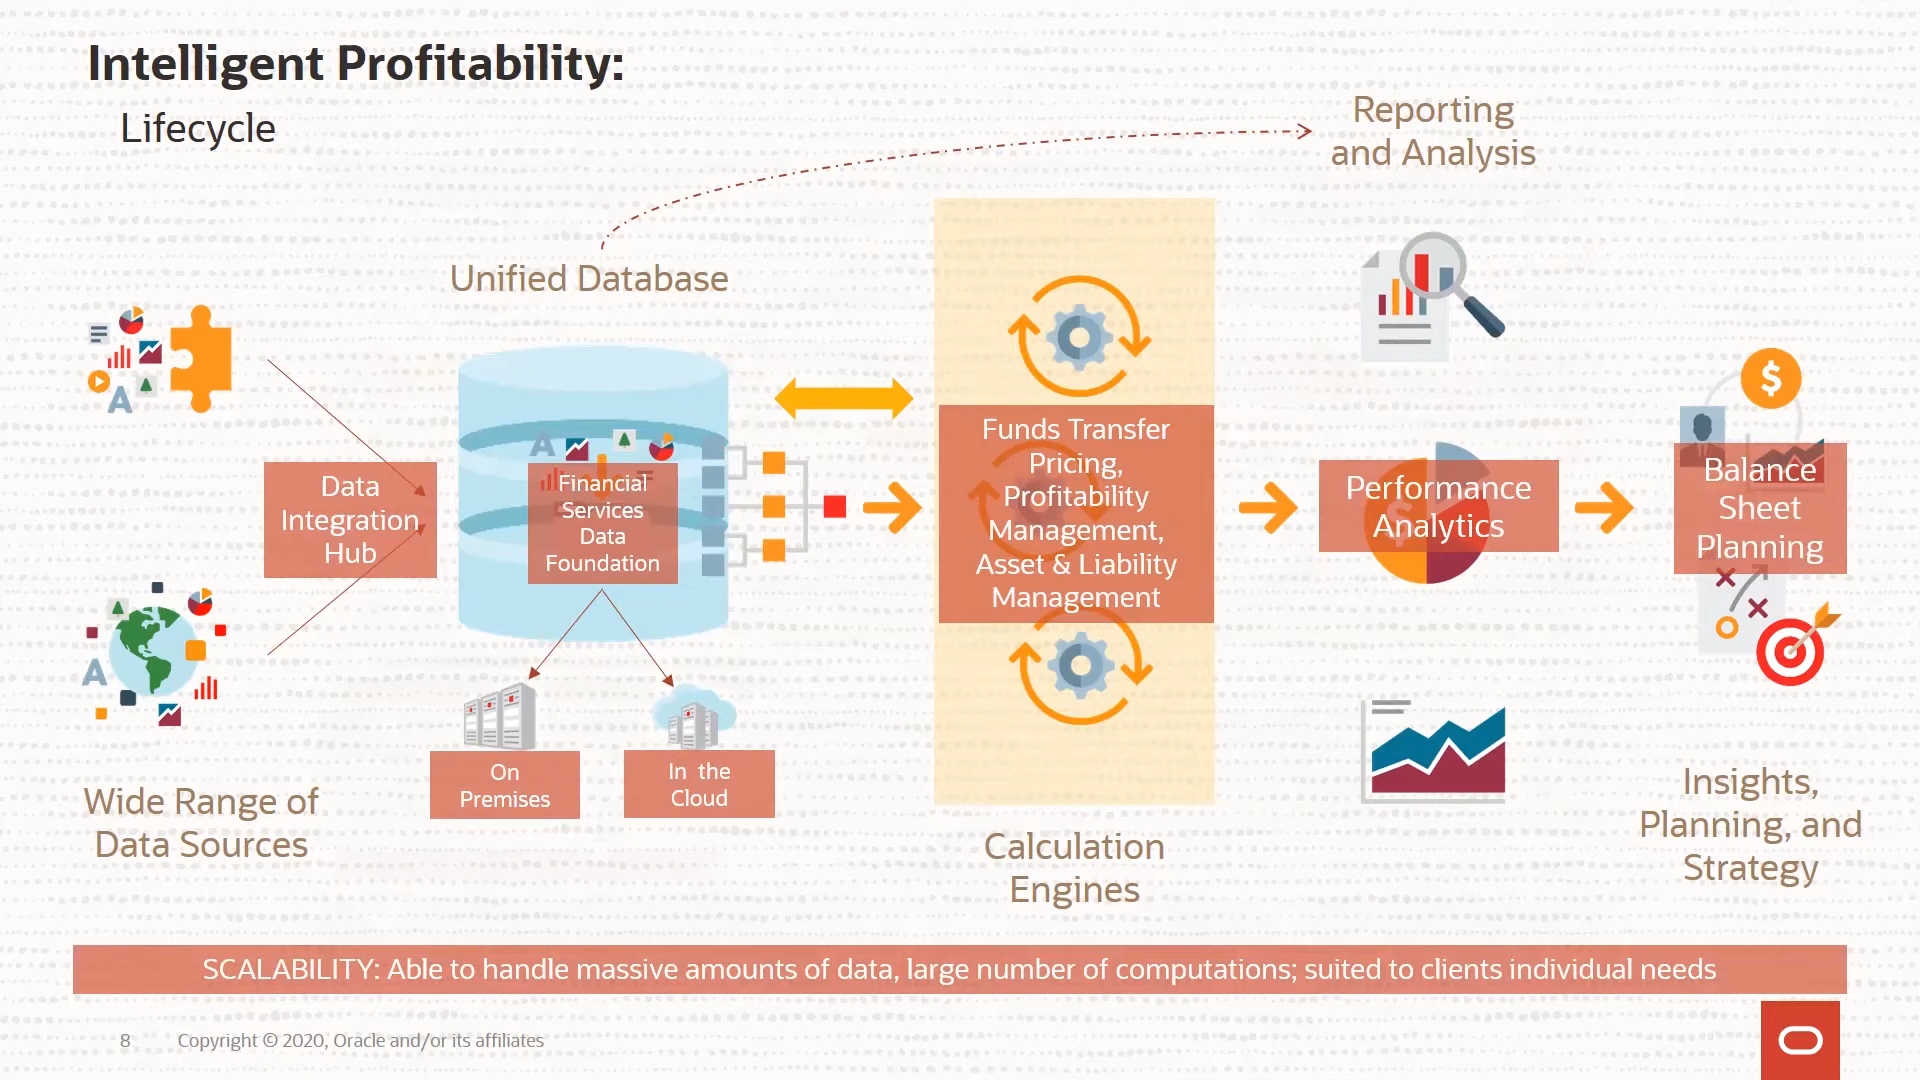 Intelligent Profitability:
Lifecycle
Reporting
and Analysis
Unified Database
Data
Integration
Hub
Financial
Services
Data
Foundation
On
Premises
In the
Cloud
Wide Range of
Data Sources
Funds Transfer
Pricing,
Profitability
Management,
Asset & Liability
Management
Calculation
Engines
Performance
Analytics
Balance
Sheet
Planning
Insights,
Planning, and
Strategy
SCALABILITY: Able to handle massive amounts of data, large number of computations; suited to clients individual needs
8
Copyright © 2020, Oracle and/or its affiliates